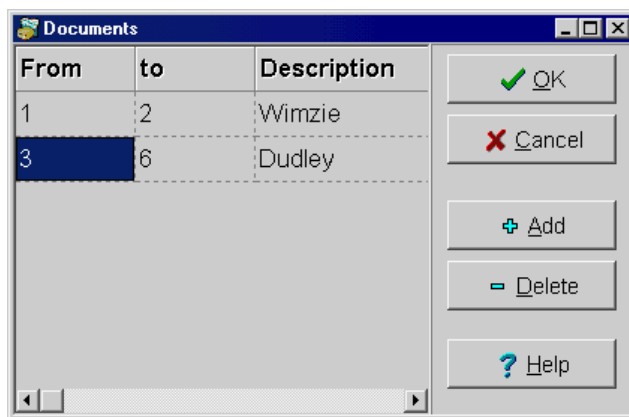 Documents
From to Description
1 2 Wimzie
3 6 Dudley
OK
Cancel
Add
Delete
Help